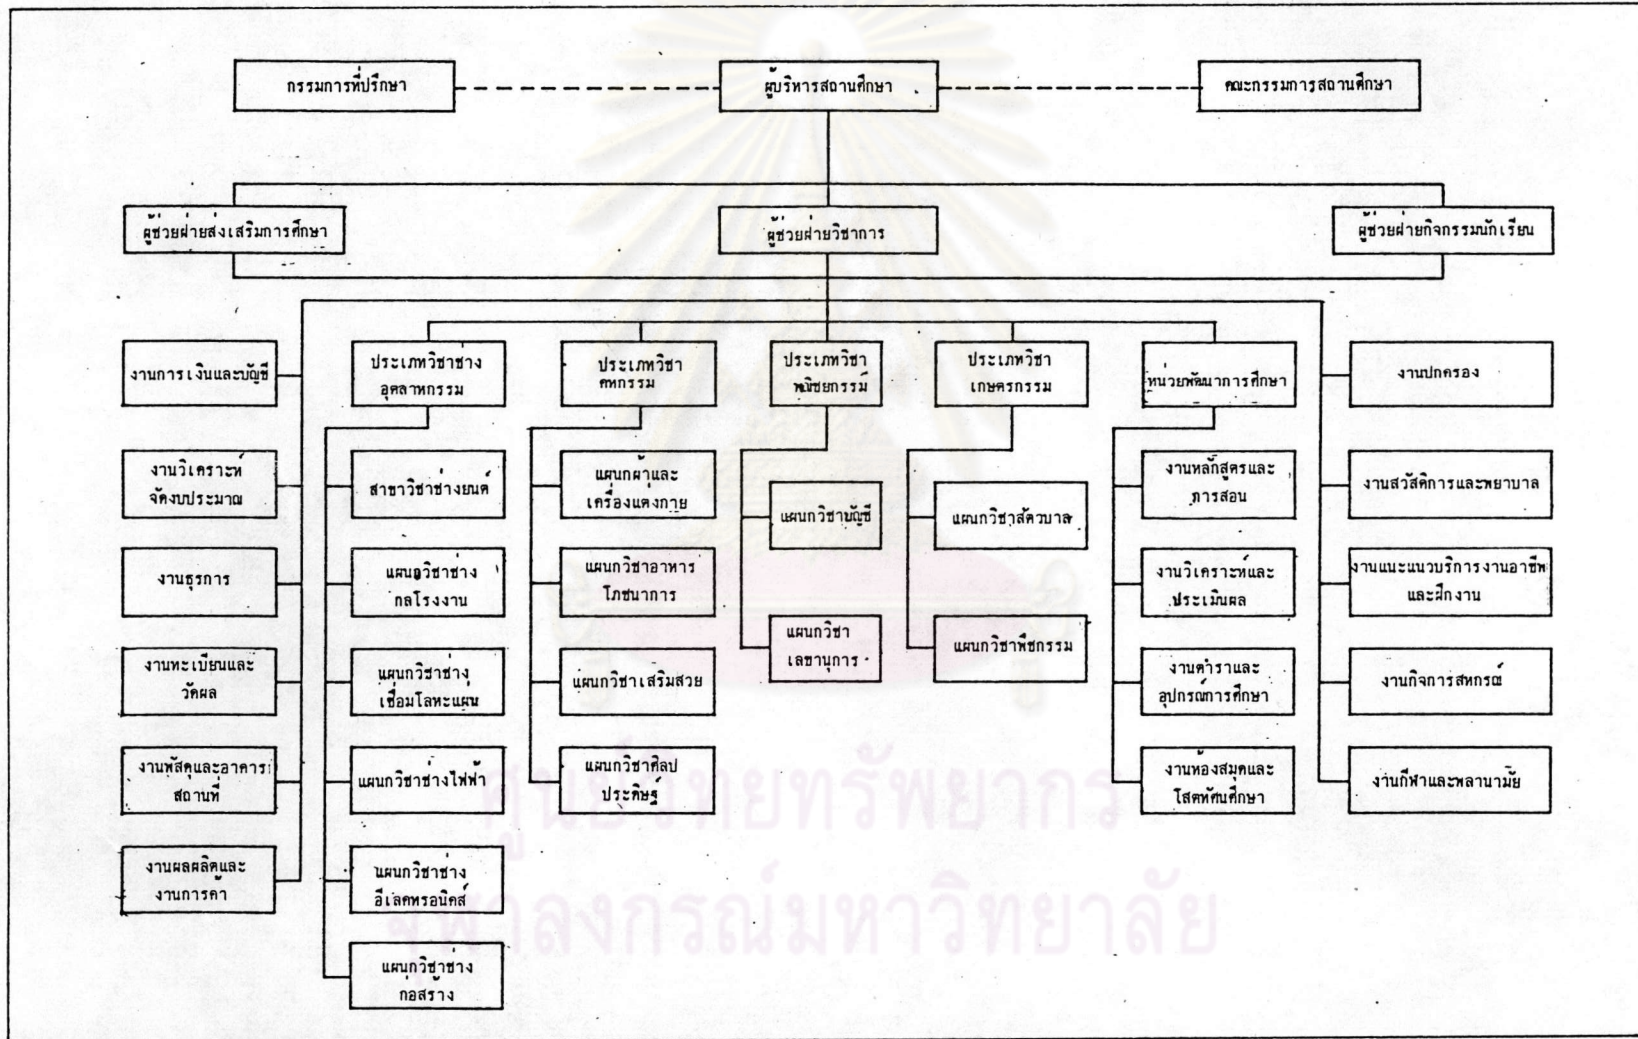 กรรมการที่ปรึกษา
ผู้บริหารสถานศึกษา
คณะกรรมการสถานศึกษา
ผู้ช่วยฝ่ายส่งเสริมการศึกษา
ผู้ช่วยฝ่ายวิชาการ
ผู้ช่วยฝ่ายกิจกรรมนักเรียน
งานการเงินและบัญชี
งานวิเคราะห์
จัดงบประมาณ
งานธุรการ
งานทะเบียนและ
วัดผล
งานพัสดุและอาคาร
สถานที่
งานผลผลิตและ
งานการค้า
ประเภทวิชาช่าง
อุตสาหกรรม
สาขาวิชาช่างยนต์
แผนกวิชาช่าง
กลโรงงาน
แผนกวิชาช่าง
เชื่อมโลหะแผ่น
แผนกวิชาช่างไฟฟ้า
แผนกวิชาช่าง
อีเลคทรอนิคส์
แผนกวิชาช่าง
ก่อสร้าง
ประเภทวิชา
คหกรรม
แผนกผ้าและ
เครื่องแต่งกาย
แผนกวิชาอาหาร
โภชนาการ
แผนกวิชาเสริมสวย
แผนกวิชาศิลป
ประดิษฐ์
ประเภทวิชา
พณิชยกรรม
แผนกวิชาบัญชี
แผนกวิชา
เลขานุการ
ประเภทวิชา
เกษตรกรรม
แผนกวิชาสัตวบาล
แผนกวิชาพืชกรรม
หน่วยพัฒนาการศึกษา
งานหลักสูตรและ
การสอน
งานวิเคราะห์และ
ประเมินผล
งานตำราและ
อุปกรณ์การศึกษา
งานห้องสมุดและ
โสตทัศนศึกษา
งานปกครอง
งานสวัสดิการและพยาบาล
งานแนะแนวบริการงานอาชีพ
และฝึกงาน
งานกิจการสหกรณ์
งานกีฬาและพลานามัย
ศูนย์วิทยทรัพยากร
จุฬาลงกรณ์มหาวิทยาลัย